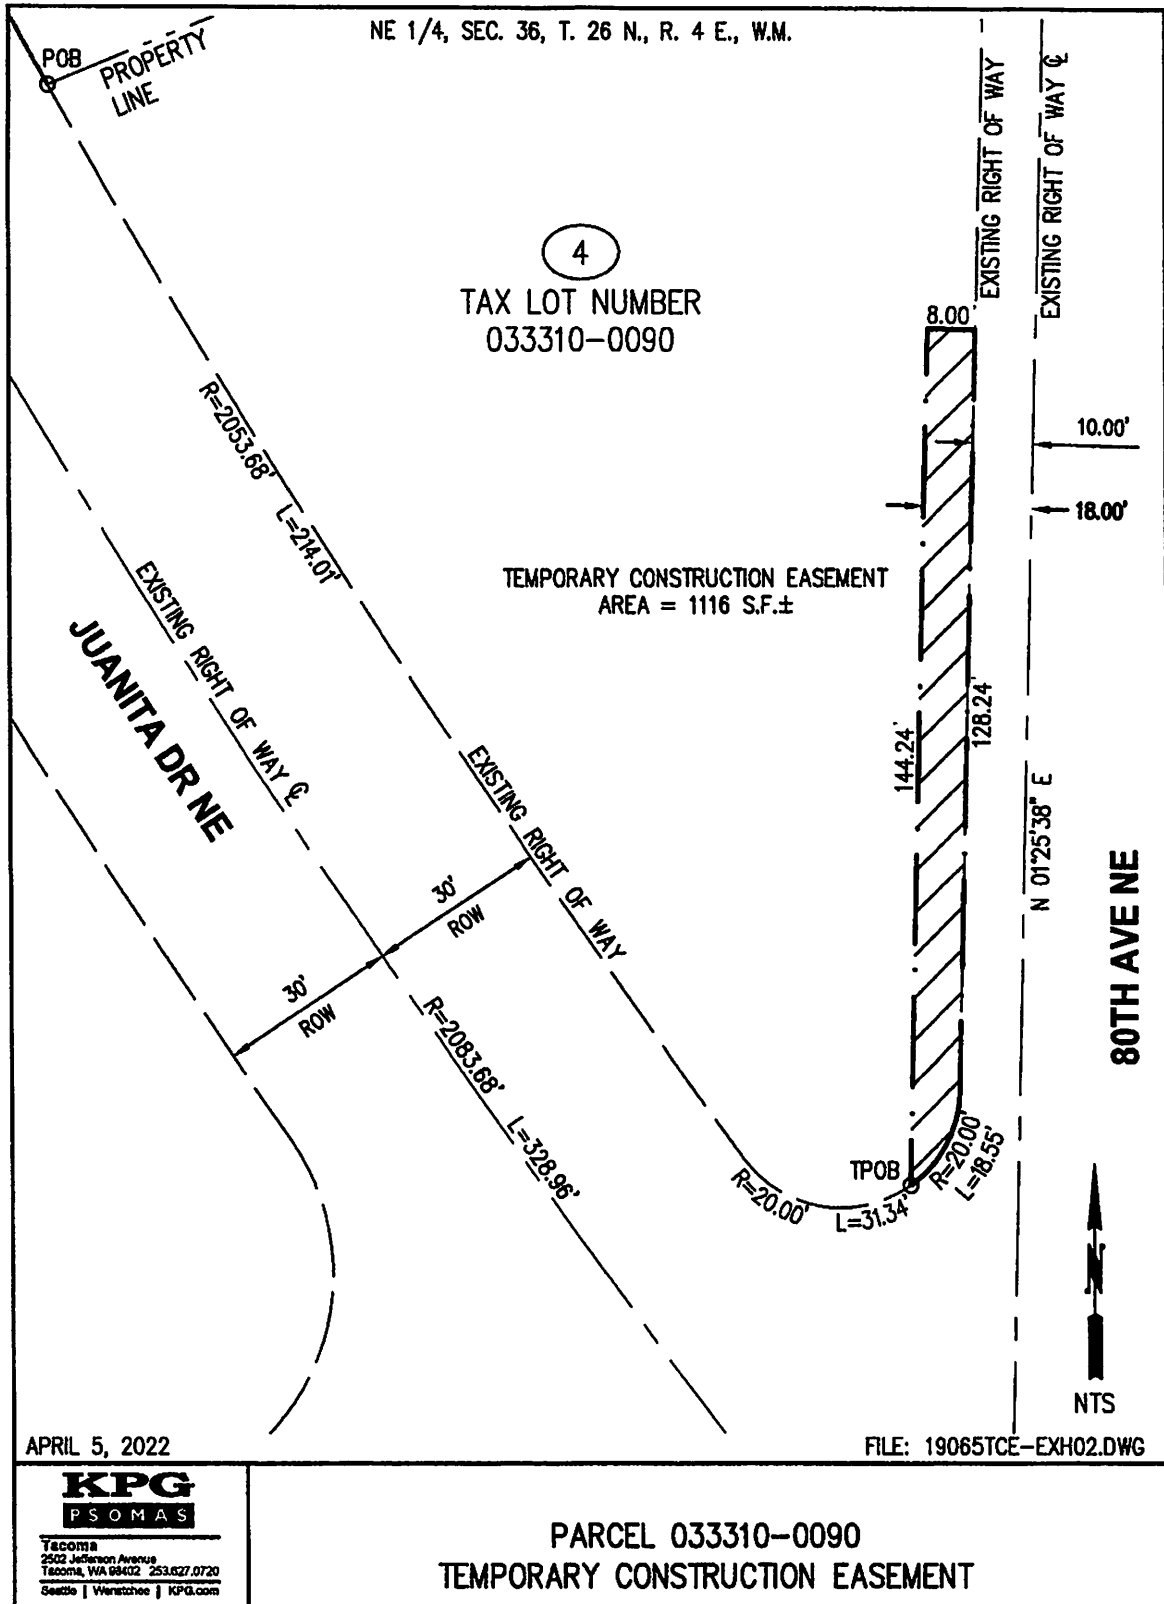 NE 1/4, SEC. 36, T. 26 N., R. 4 E., W.M.
POB
PROPERTY
LINE
EXISTING RIGHT OF WAY
EXISTING RIGHT OF WAY ℄
4
TAX LOT NUMBER
033310-0090
8.00'
R=2053.68'
L=214.01'
10.00'
18.00'
TEMPORARY CONSTRUCTION EASEMENT
AREA = 1116 S.F.±
EXISTING RIGHT OF WAY ℄
JUANITA DR NE
144.24'
128.24'
N 01°25'38" E
EXISTING RIGHT OF WAY
80TH AVE NE
30'
ROW
30'
ROW
R=2083.68'
L=328.96'
TPOB
R=20.00'
L=18.55'
R=20.00'
L=31.34'
N
NTS
APRIL 5, 2022
FILE: 19065TCE-EXH02.DWG
KPG
PSOMAS
Tacoma
2502 Jefferson Avenue
Tacoma, WA 98402 253.627.0720
Seattle | Wenatchee | KPG.com
PARCEL 033310-0090
TEMPORARY CONSTRUCTION EASEMENT